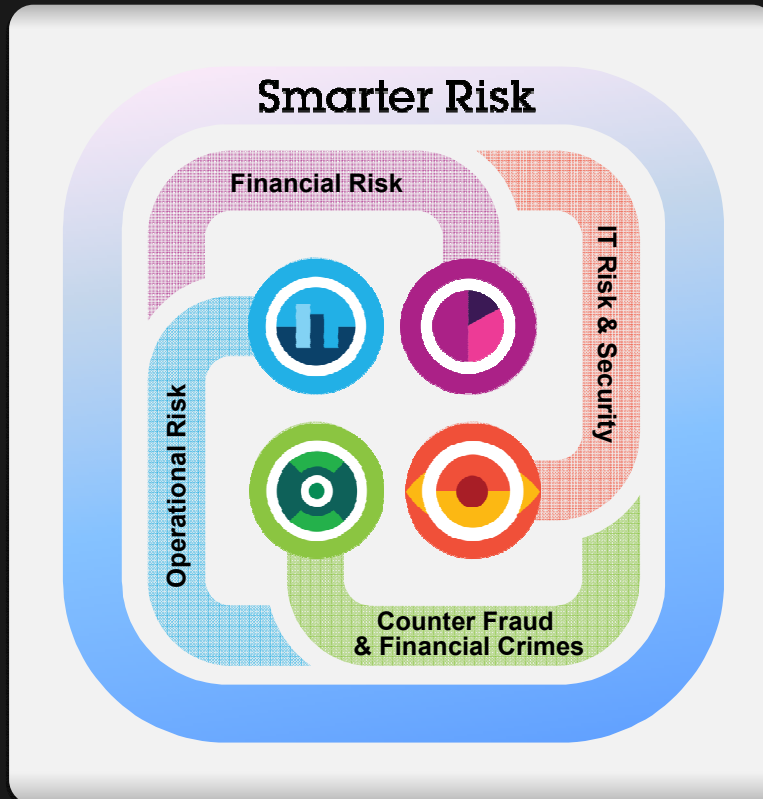 Smarter Risk
Financial Risk
IT Risk & Security
Operational Risk
Counter Fraud
& Financial Crimes